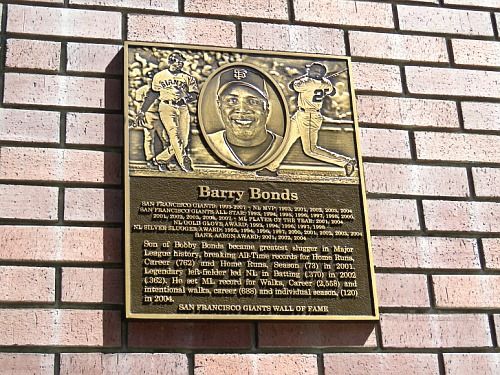 SF
GIANTS
Barry Bonds
SAN FRANCISCO GIANTS: 1993-2007 • NL MVP: 1993, 2001, 2002, 2003, 2004
SAN FRANCISCO GIANTS ALL STAR: 1993, 1994, 1995, 1996, 1997, 1998, 2000,
2001, 2002, 2003, 2004, 2007 • ML PLAYER OF THE YEAR: 2001, 2004
NL GOLD GLOVE AWARD: 1993, 1994, 1996, 1997, 1998
NL SILVER SLUGGER AWARD: 1993, 1994, 1996, 1997, 2000, 2001, 2002, 2003, 2004
HANK AARON AWARD: 2001, 2002, 2004
Son of Bobby Bonds became greatest slugger in Major
League history, breaking All-Time records for Home Runs,
Career (762) and Home Runs, Season (73) in 2001.
Legendary left-fielder led NL in Batting (.370) in 2002
(.362). He set ML record for Walks, Career (2,558) and
intentional walks, career (688) and individual season, (120)
in 2004.
SAN FRANCISCO GIANTS WALL OF FAME